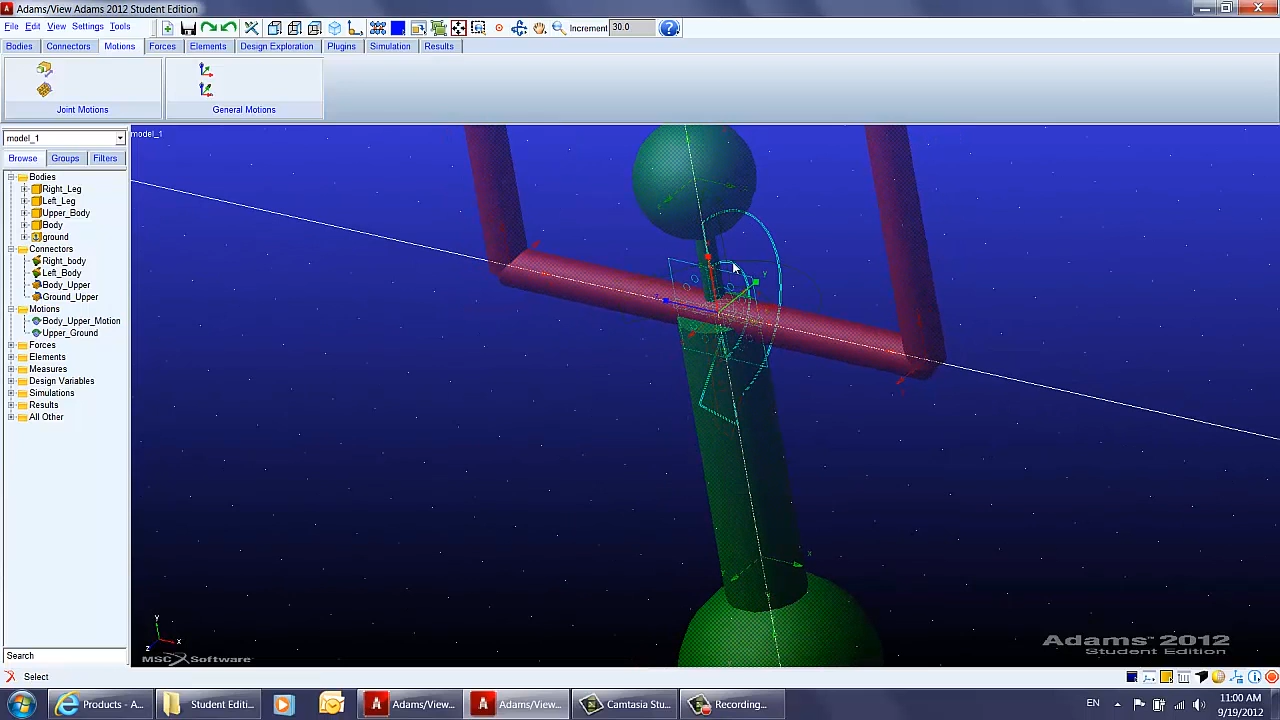 Adams/View Adams 2012 Student Edition
File Edit View Settings Tools
Increment 30.0
Bodies Connectors Motions Forces Elements Design Exploration Plugins Simulation Results
Joint Motions General Motions
model_1
model_1
Browse Groups Filters
Bodies
Right_Leg
Left_Leg
Upper_Body
Body
ground
Connectors
Right_body
Left_Body
Body_Upper
Ground_Upper
Motions
Body_Upper_Motion
Upper_Ground
Forces
Elements
Measures
Design Variables
Simulations
Results
All Other
Search
Adams 2012
Student Edition
MSC Software
Select
Products - A...
Student Editi...
Adams/View...
Adams/View...
Camtasia Stu...
Recording...
EN
11:00 AM
9/19/2012